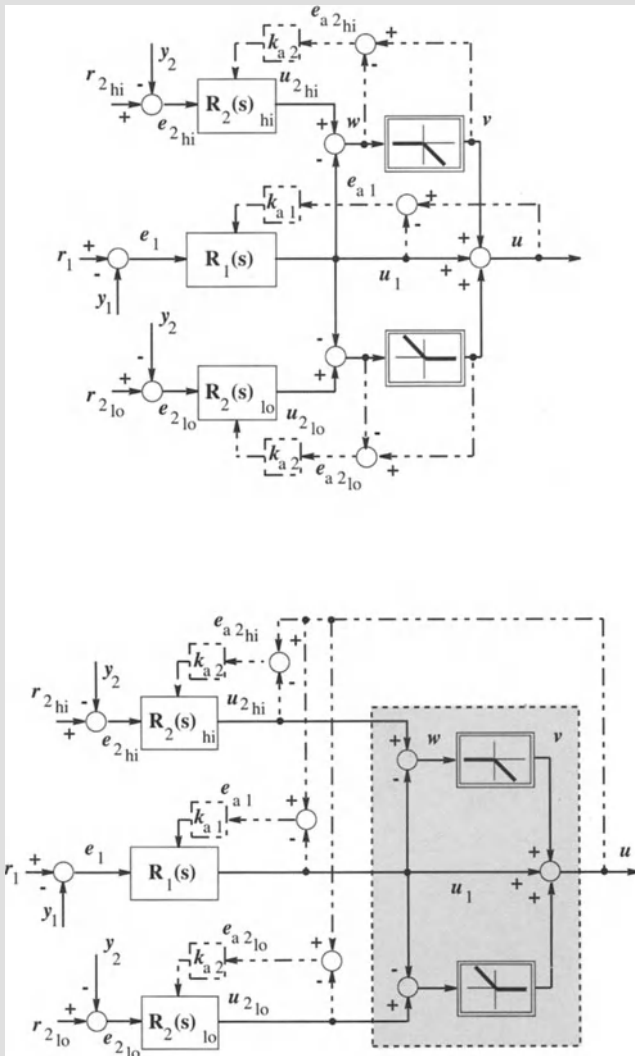 e a 2 hi
k a 2 + -
y 2 u 2 hi
r 2 hi - + R 2 (s) hi w v
e 2 hi + -
e a 1
k a 1 + -
r 1 + - e 1 R 1 (s) u 1 + + + u
y 1
y 2 - +
r 2 lo + - R 2 (s) lo
e 2 lo u 2 lo
k a 2 - +
e a 2 lo
e a 2 hi +
k a 2 -
y 2
r 2 hi - + R 2 (s) hi u 2 hi
e 2 hi + - w v
e a 1 +
k a 1 -
r 1 + - e 1 R 1 (s) u 1 + + + u
y 1
y 2 e a 2 lo +
k a 2 - - +
r 2 lo - + R 2 (s) lo u 2 lo
e 2 lo